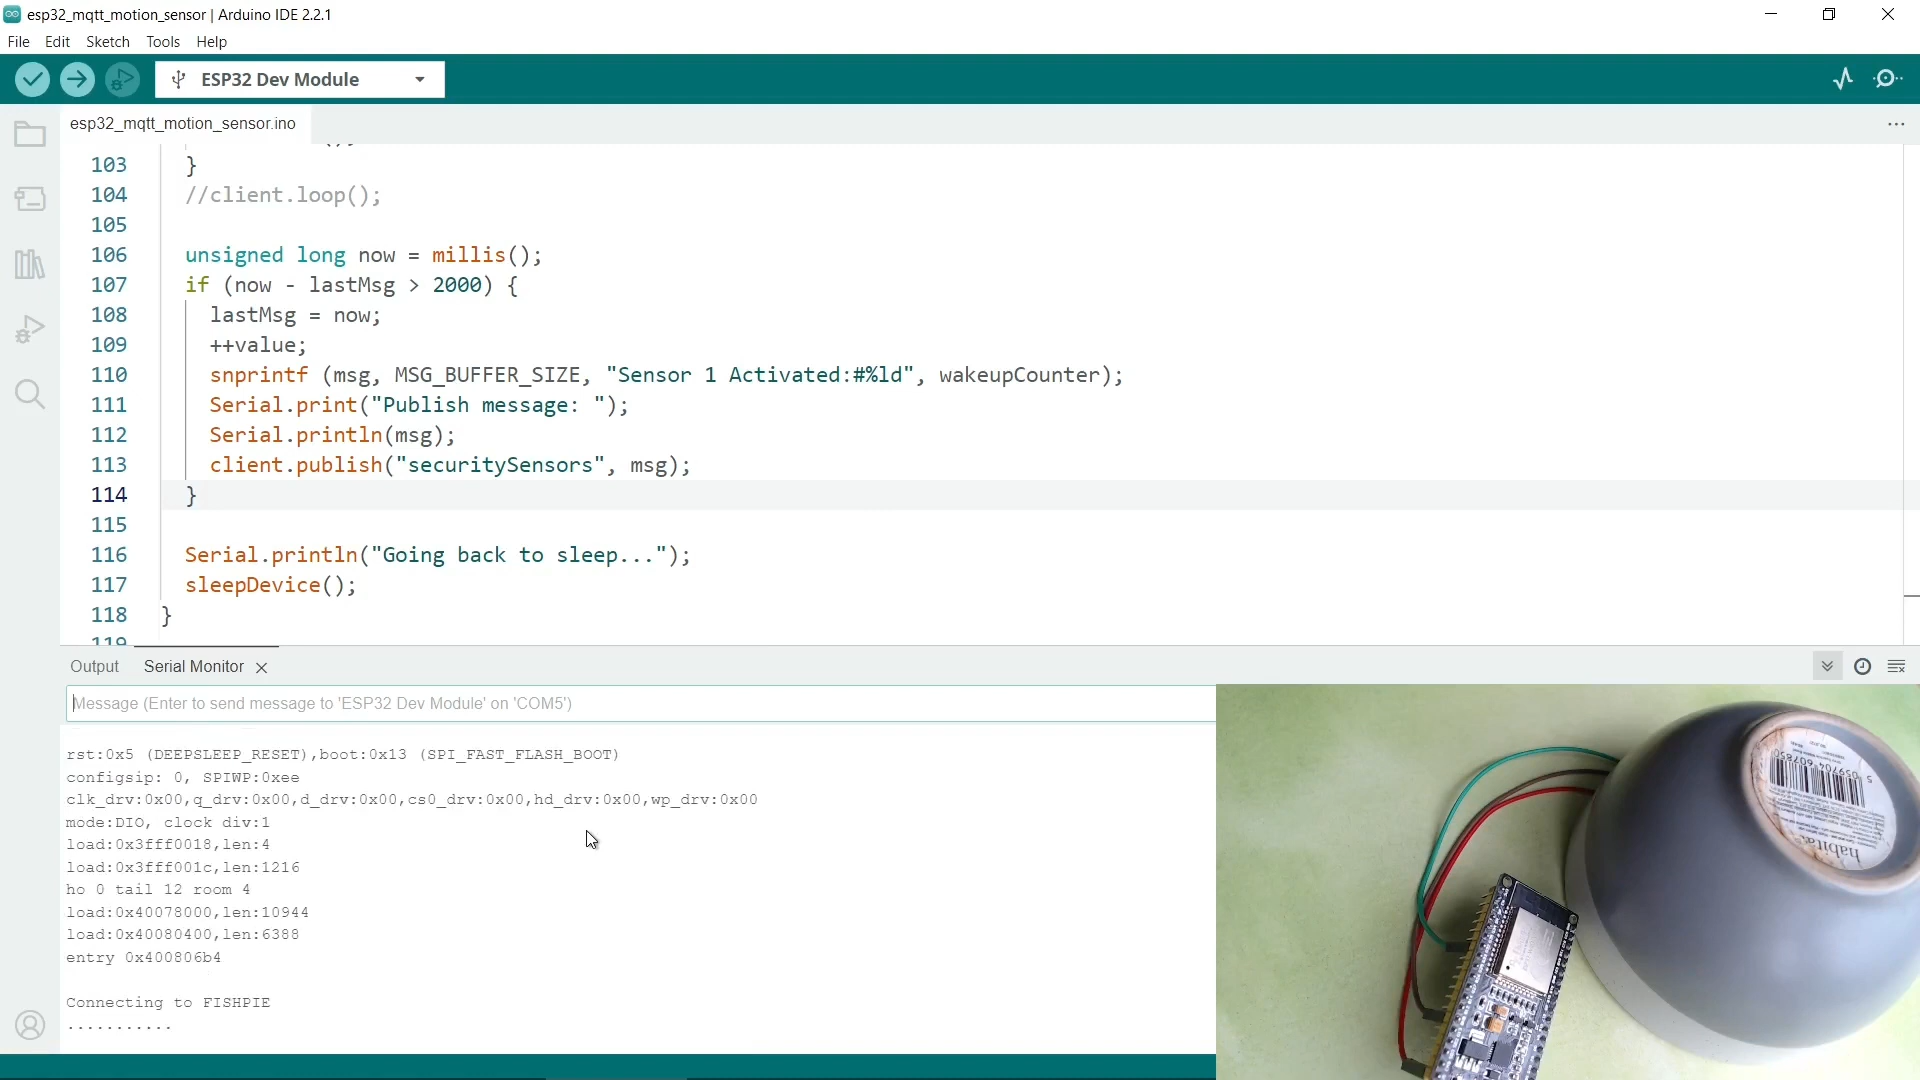 esp32_mqtt_motion_sensor | Arduino IDE 2.2.1
File Edit Sketch Tools Help
ESP32 Dev Module
esp32_mqtt_motion_sensor.ino
103 }
104 //client.loop();
105
106 unsigned long now = millis();
107 if (now - lastMsg > 2000) {
108 lastMsg = now;
109 ++value;
110 snprintf (msg, MSG_BUFFER_SIZE, "Sensor 1 Activated:#%ld", wakeupCounter);
111 Serial.print("Publish message: ");
112 Serial.println(msg);
113 client.publish("securitySensors", msg);
114 }
115
116 Serial.println("Going back to sleep...");
117 sleepDevice();
118 }
119
Output Serial Monitor
Message (Enter to send message to 'ESP32 Dev Module' on 'COM5')
rst:0x5 (DEEPSLEEP_RESET),boot:0x13 (SPI_FAST_FLASH_BOOT)
configsip: 0, SPIWP:0xee
clk_drv:0x00,q_drv:0x00,d_drv:0x00,cs0_drv:0x00,hd_drv:0x00,wp_drv:0x00
mode:DIO, clock div:1
load:0x3fff0018,len:4
load:0x3fff001c,len:1216
ho 0 tail 12 room 4
load:0x40078000,len:10944
load:0x40080400,len:6388
entry 0x400806b4
Connecting to FISHPIE
...........
5 059704 607850
habitat